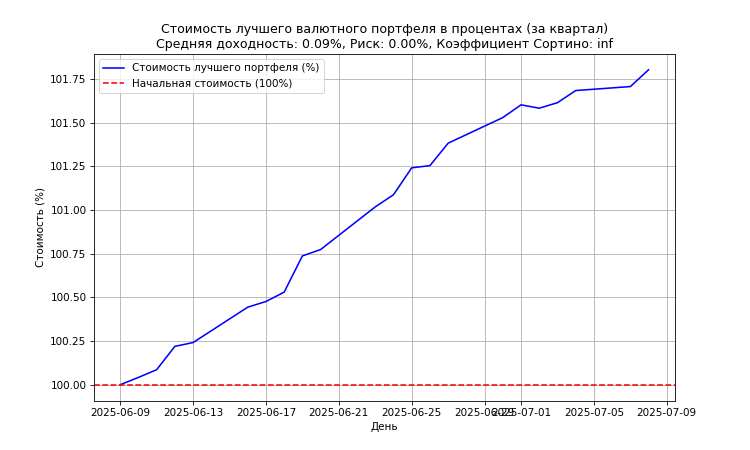 Стоимость лучшего валютного портфеля в процентах (за квартал)
Средняя доходность: 0.09%, Риск: 0.00%, Коэффициент Сортино: inf
Стоимость лучшего портфеля (%)
Начальная стоимость (100%)
Стоимость (%)
101.75
101.50
101.25
101.00
100.75
100.50
100.25
100.00
2025-06-09 2025-06-13 2025-06-17 2025-06-21 2025-06-25 2025-06-29 2025-07-01 2025-07-05 2025-07-09
День